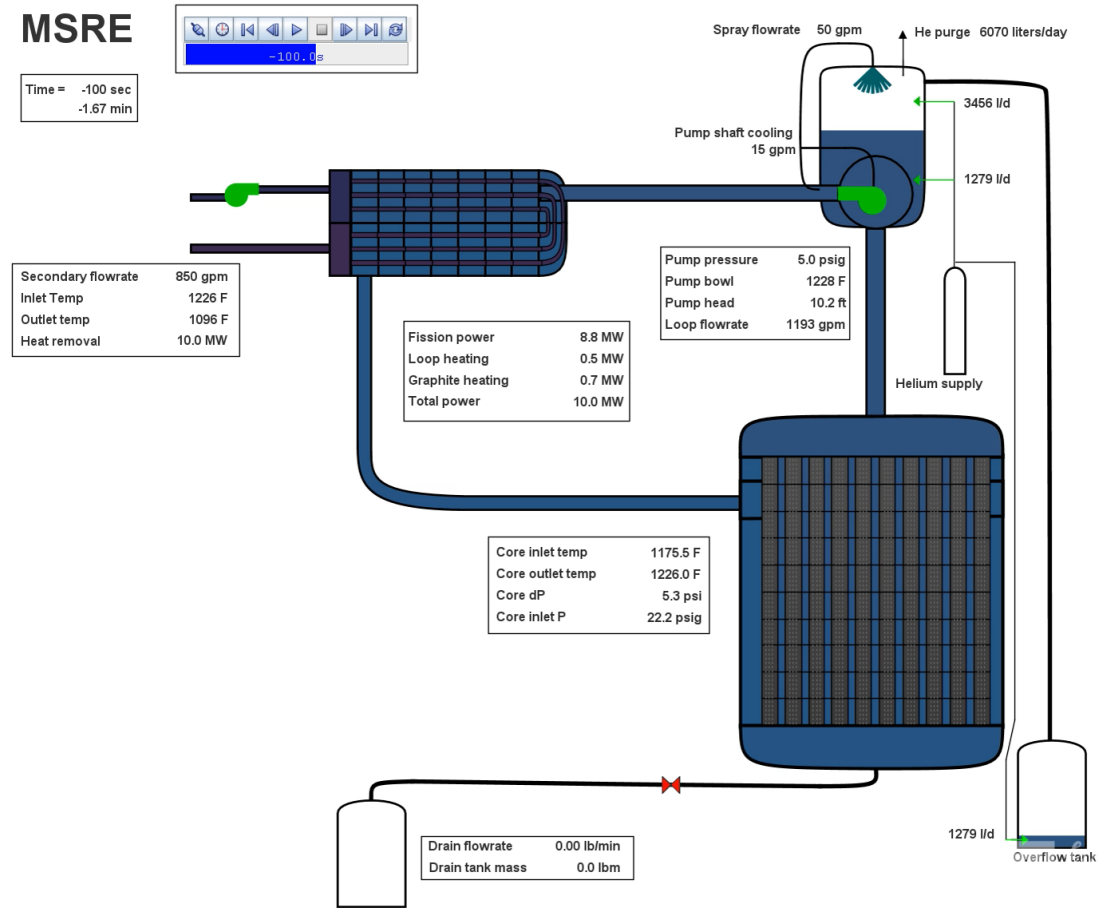 MSRE
-100.0s
Time = -100 sec
-1.67 min
Spray flowrate 50 gpm
He purge 6070 liters/day
3456 l/d
Pump shaft cooling
15 gpm
1279 l/d
Secondary flowrate 850 gpm
Inlet Temp 1226 F
Outlet temp 1096 F
Heat removal 10.0 MW
Pump pressure 5.0 psig
Pump bowl 1228 F
Pump head 10.2 ft
Loop flowrate 1193 gpm
Fission power 8.8 MW
Loop heating 0.5 MW
Graphite heating 0.7 MW
Total power 10.0 MW
Helium supply
Core inlet temp 1175.5 F
Core outlet temp 1226.0 F
Core dP 5.3 psi
Core inlet P 22.2 psig
1279 l/d
Overflow tank
Drain flowrate 0.00 lb/min
Drain tank mass 0.0 lbm